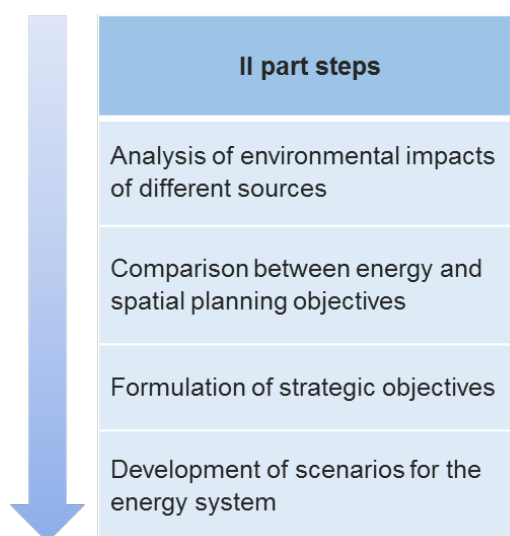 II part steps
Analysis of environmental impacts
of different sources
Comparison between energy and
spatial planning objectives
Formulation of strategic objectives
Development of scenarios for the
energy system